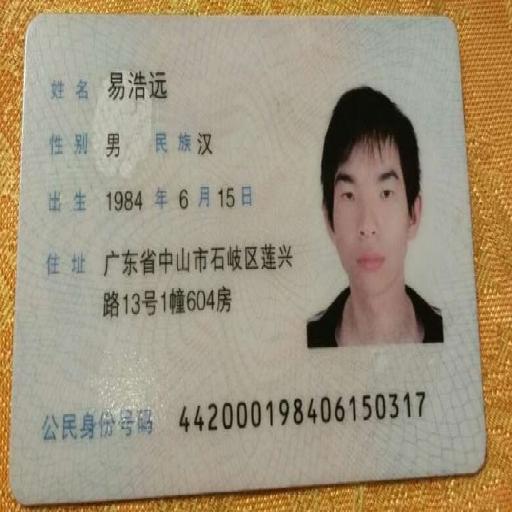 姓名 易浩远
性别 男 民族 汉
出生 1984 年 6 月 15 日
住址 广东省中山市石岐区莲兴
路13号1幢604房
公民身份号码 442000198406150317